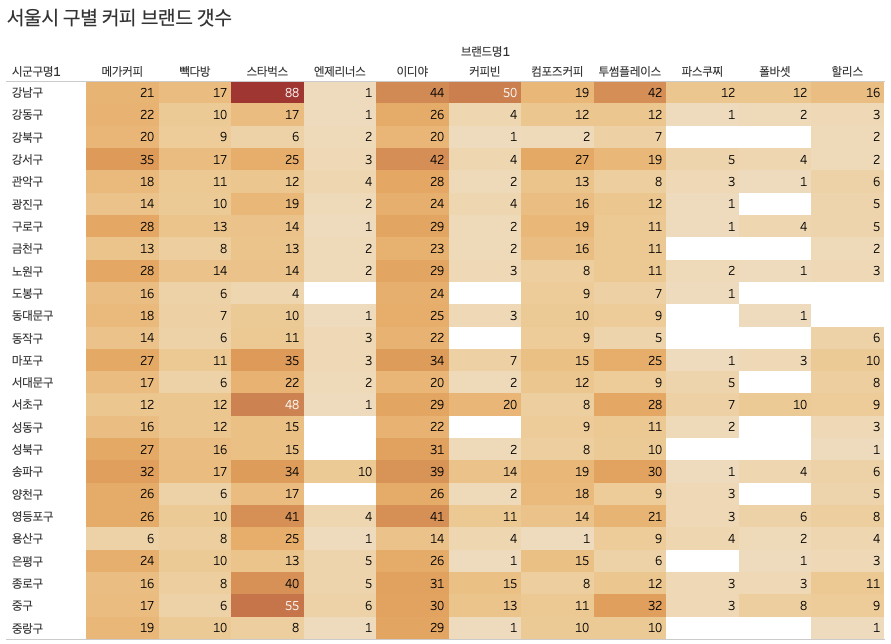 서울시 구별 커피 브랜드 갯수
브랜드명1
시군구명1 메가커피 빽다방 스타벅스 엔제리너스 이디야 커피빈 컴포즈커피 투썸플레이스 파스쿠찌 폴바셋 할리스
강남구 21 17 88 1 44 50 19 42 12 12 16
강동구 22 10 17 1 26 4 12 12 1 2 3
강북구 20 9 6 2 20 1 2 7 2
강서구 35 17 25 3 42 4 27 19 5 4 2
관악구 18 11 12 4 28 2 13 8 3 1 6
광진구 14 10 19 2 24 4 16 12 1 5
구로구 28 13 14 1 29 2 19 11 1 4 5
금천구 13 8 13 2 23 2 16 11 2
노원구 28 14 14 2 29 3 8 11 2 1 3
도봉구 16 6 4 24 9 7 1
동대문구 18 7 10 1 25 3 10 9 1
동작구 14 6 11 3 22 9 5 6
마포구 27 11 35 3 34 7 15 25 1 3 10
서대문구 17 6 22 2 20 2 12 9 5 8
서초구 12 12 48 1 29 20 8 28 7 10 9
성동구 16 12 15 22 9 11 2 3
성북구 27 16 15 31 2 8 10 1
송파구 32 17 34 10 39 14 19 30 1 4 6
양천구 26 6 17 26 2 18 9 3 5
영등포구 26 10 41 4 41 11 14 21 3 6 8
용산구 6 8 25 1 14 4 1 9 4 2 4
은평구 24 10 13 5 26 1 15 6 1 3
종로구 16 8 40 5 31 15 8 12 3 3 11
중구 17 6 55 6 30 13 11 32 3 8 9
중랑구 19 10 8 1 29 1 10 10 1